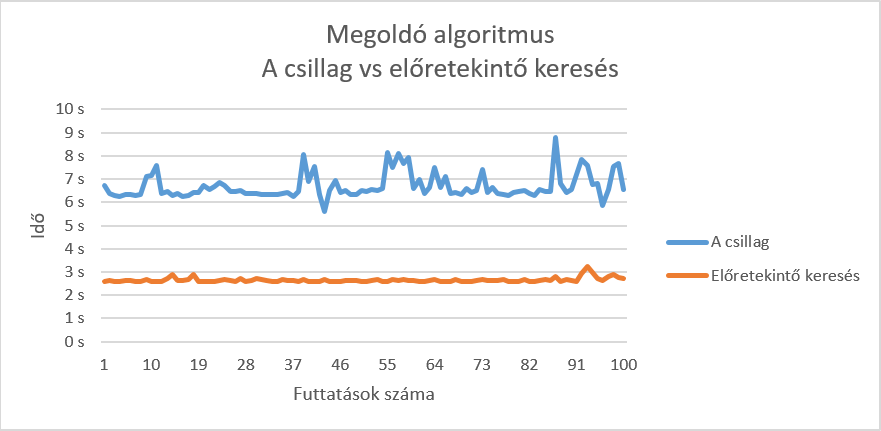 Megoldó algoritmus
A csillag vs előretekintő keresés
10 s
9 s
8 s
7 s
6 s
5 s
4 s
3 s
2 s
1 s
0 s
Idő
1 10 19 28 37 46 55 64 73 82 91 100
Futtatások száma
A csillag
Előretekintő keresés